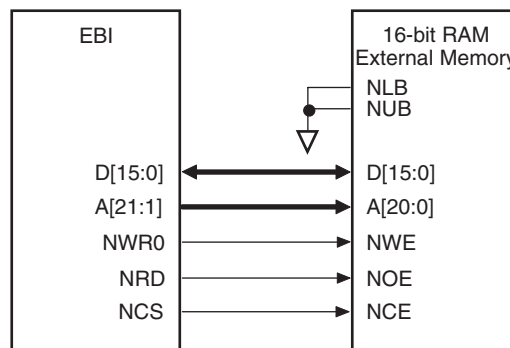 EBI
16-bit RAM
External Memory
NLB
NUB
D[15:0] D[15:0]
A[21:1] A[20:0]
NWR0 NWE
NRD NOE
NCS NCE